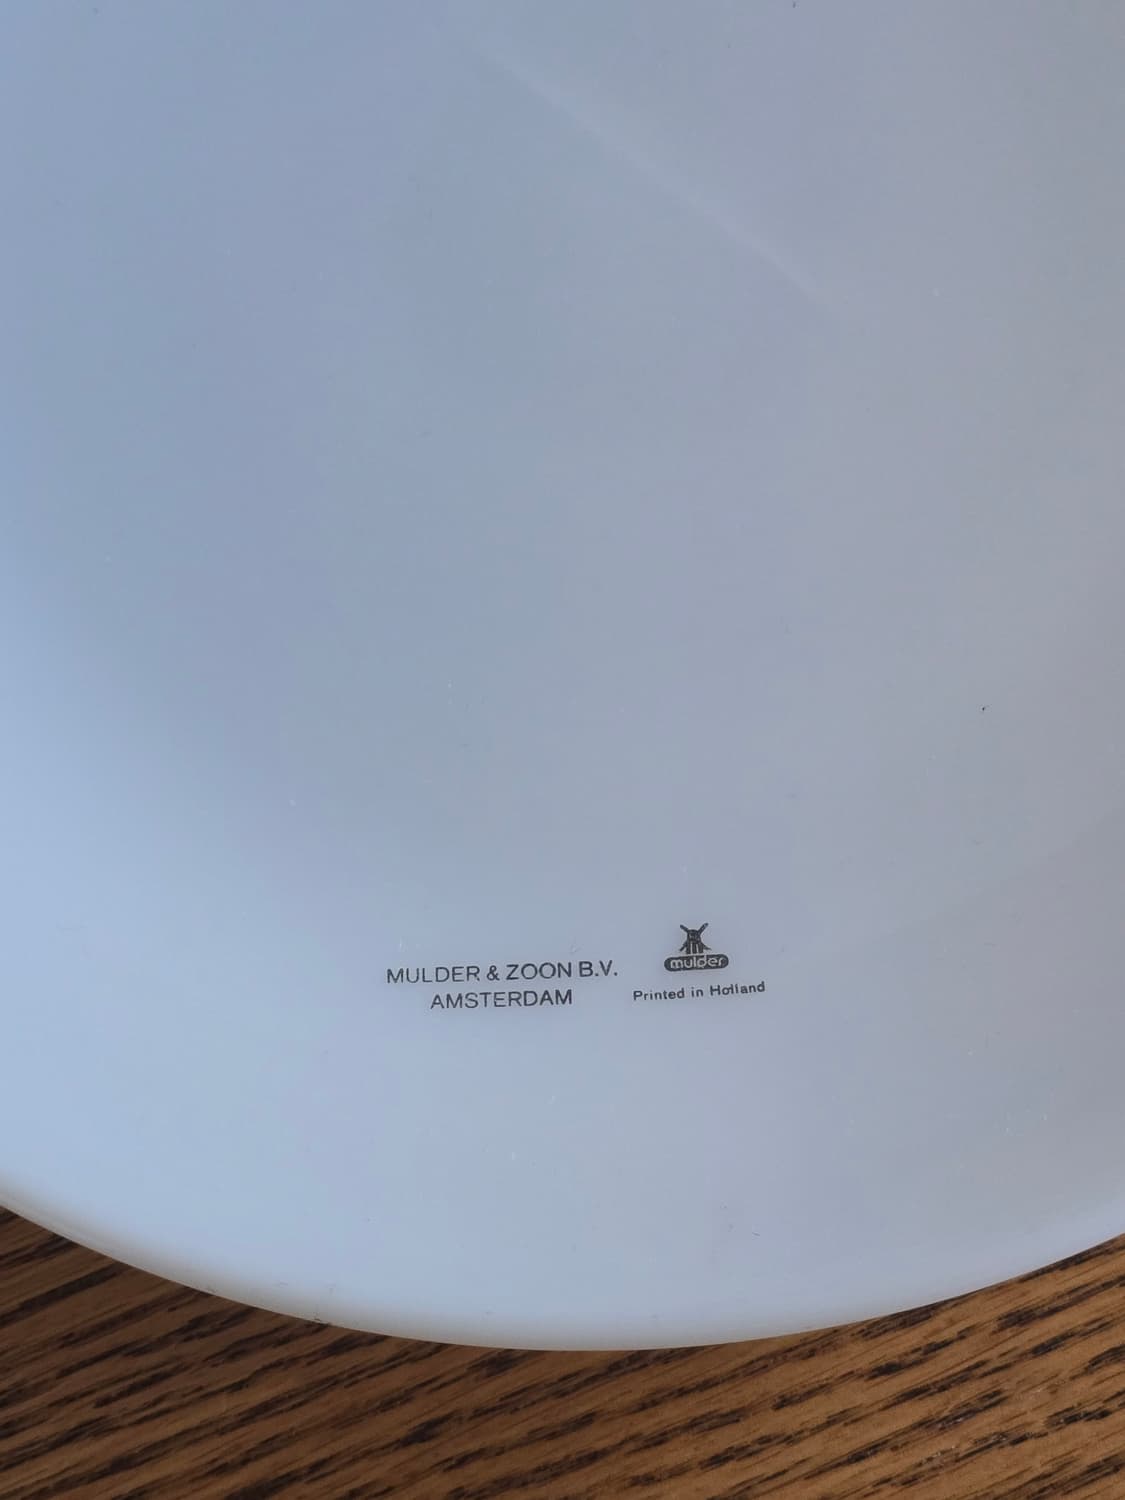 MULDER & ZOON B.V.
AMSTERDAM
mulder
Printed in Holland